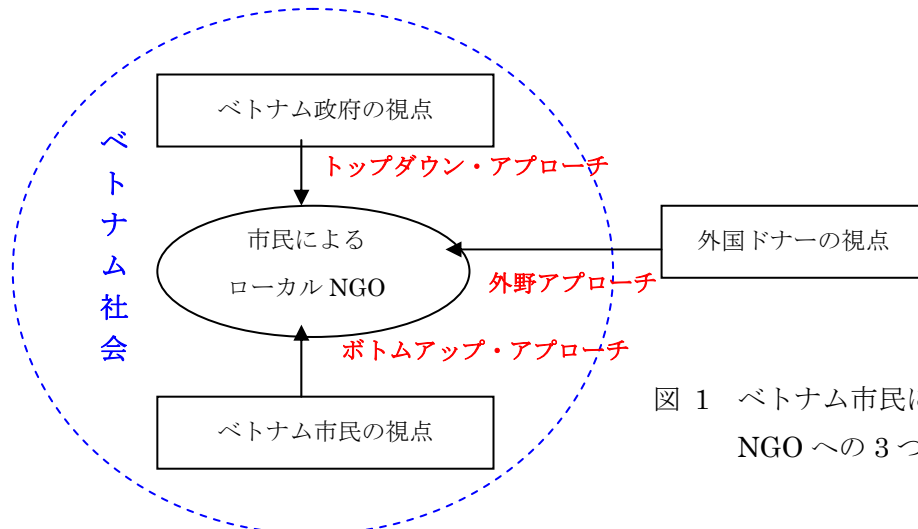 ベトナム政府の視点
トップダウン・アプローチ
ベトナム社会
市民による
ローカル NGO
外国ドナーの視点
外野アプローチ
ボトムアップ・アプローチ
ベトナム市民の視点
図 1 ベトナム市民に
NGO への 3 つ